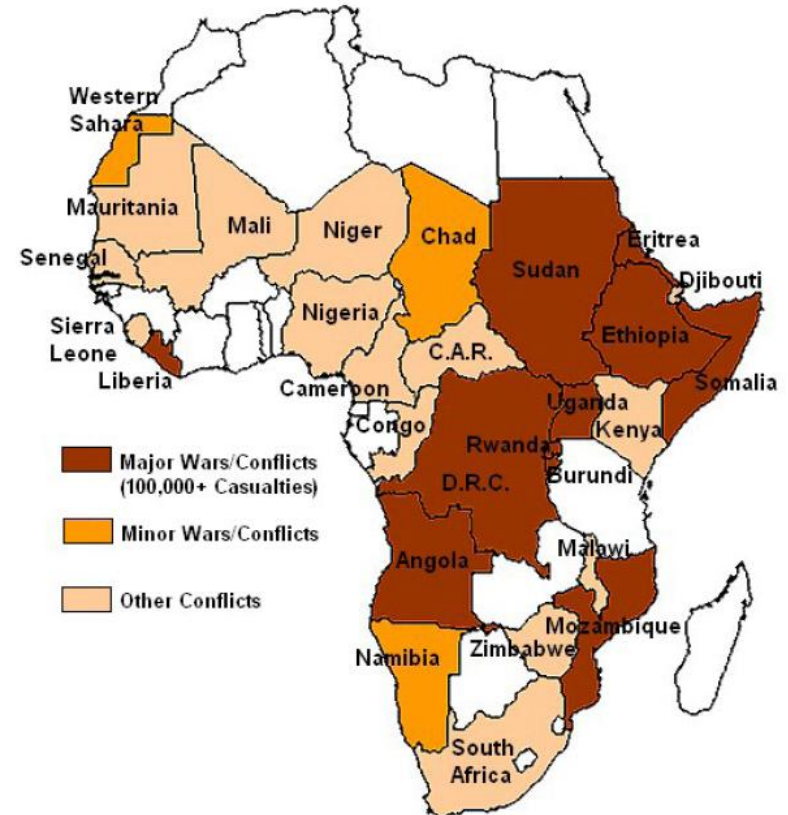 Western
Sahara
Mauritania
Mali
Niger
Chad
Sudan
Eritrea
Djibouti
Senegal
Nigeria
Ethiopia
Sierra
Leone
C.A.R.
Liberia
Cameroon
Somalia
Uganda
Congo
Kenya
Rwanda
D.R.C.
Burundi
Major Wars/Conflicts
(100,000+ Casualties)
Minor Wars/Conflicts
Other Conflicts
Angola
Malawi
Mozambique
Zimbabwe
Namibia
South
Africa